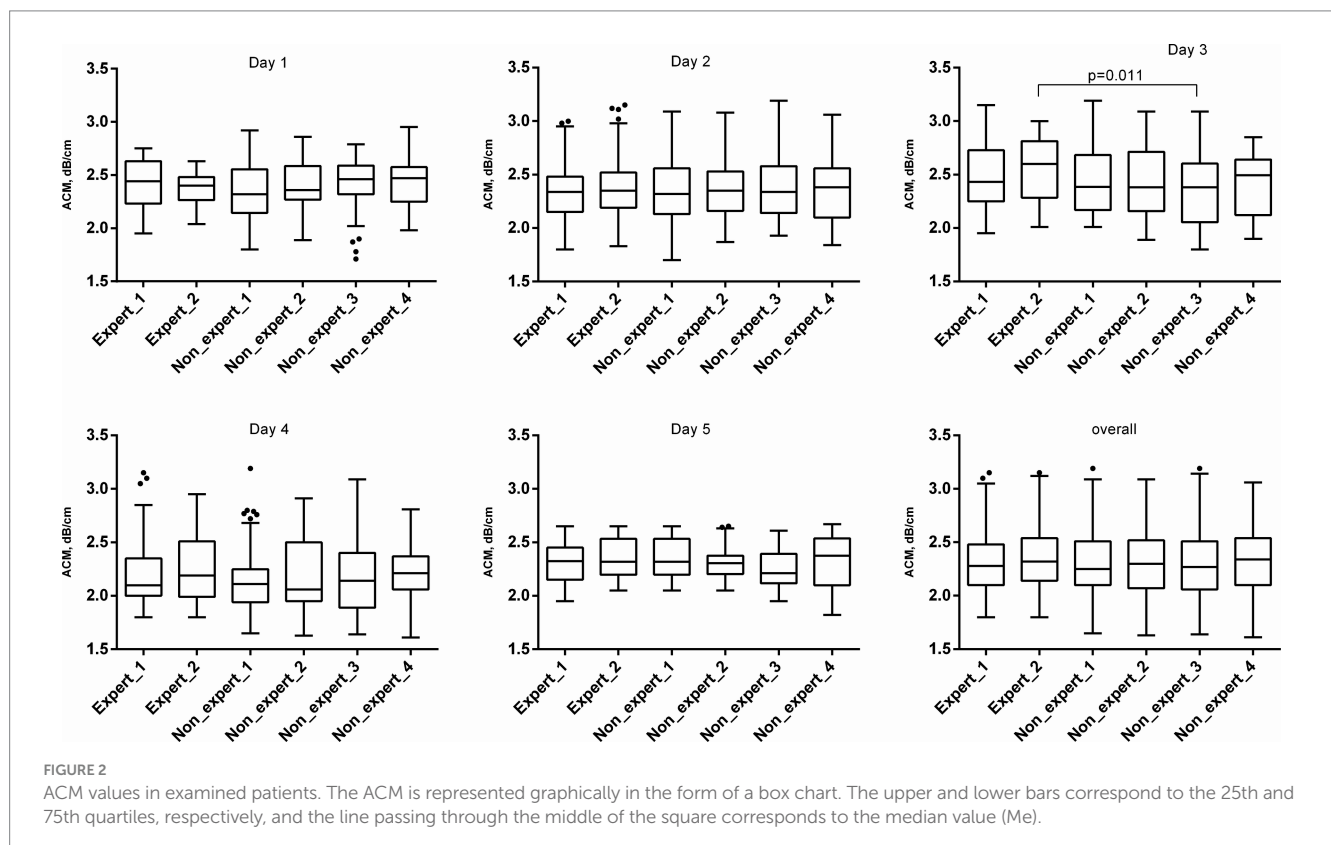 Day 1
ACM, dB/cm
3.5
3.0
2.5
2.0
1.5
Expert_1
Expert_2
Non_expert_1
Non_expert_2
Non_expert_3
Non_expert_4
Day 2
ACM, dB/cm
3.5
3.0
2.5
2.0
1.5
Expert_1
Expert_2
Non_expert_1
Non_expert_2
Non_expert_3
Non_expert_4
Day 3
p=0.011
ACM, dB/cm
3.5
3.0
2.5
2.0
1.5
Expert_1
Expert_2
Non_expert_1
Non_expert_2
Non_expert_3
Non_expert_4
Day 4
ACM, dB/cm
3.5
3.0
2.5
2.0
1.5
Expert_1
Expert_2
Non_expert_1
Non_expert_2
Non_expert_3
Non_expert_4
Day 5
ACM, dB/cm
3.5
3.0
2.5
2.0
1.5
Expert_1
Expert_2
Non_expert_1
Non_expert_2
Non_expert_3
Non_expert_4
overall
ACM, dB/cm
3.5
3.0
2.5
2.0
1.5
Expert_1
Expert_2
Non_expert_1
Non_expert_2
Non_expert_3
Non_expert_4
FIGURE 2
ACM values in examined patients. The ACM is represented graphically in the form of a box chart. The upper and lower bars correspond to the 25th and
75th quartiles, respectively, and the line passing through the middle of the square corresponds to the median value (Me).